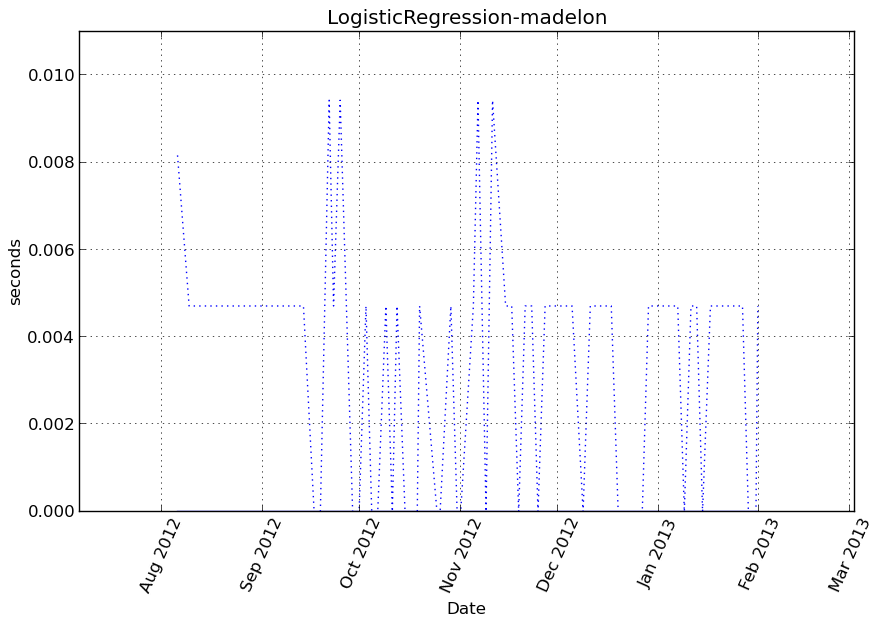 LogisticRegression-madelon
0.010
0.008
0.006
0.004
0.002
0.000
seconds
Aug 2012
Sep 2012
Oct 2012
Nov 2012
Dec 2012
Jan 2013
Feb 2013
Mar 2013
Date